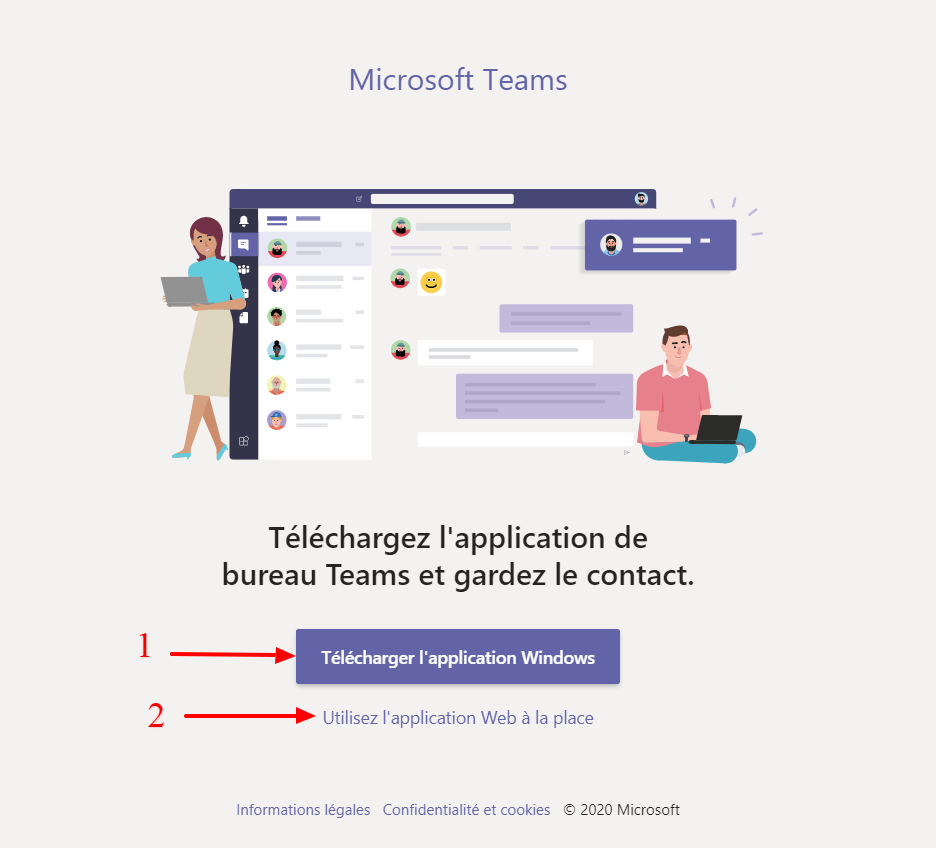 Microsoft Teams
Téléchargez l'application de
bureau Teams et gardez le contact.
1
Télécharger l'application Windows
2
Utilisez l'application Web à la place
Informations légales Confidentialité et cookies © 2020 Microsoft